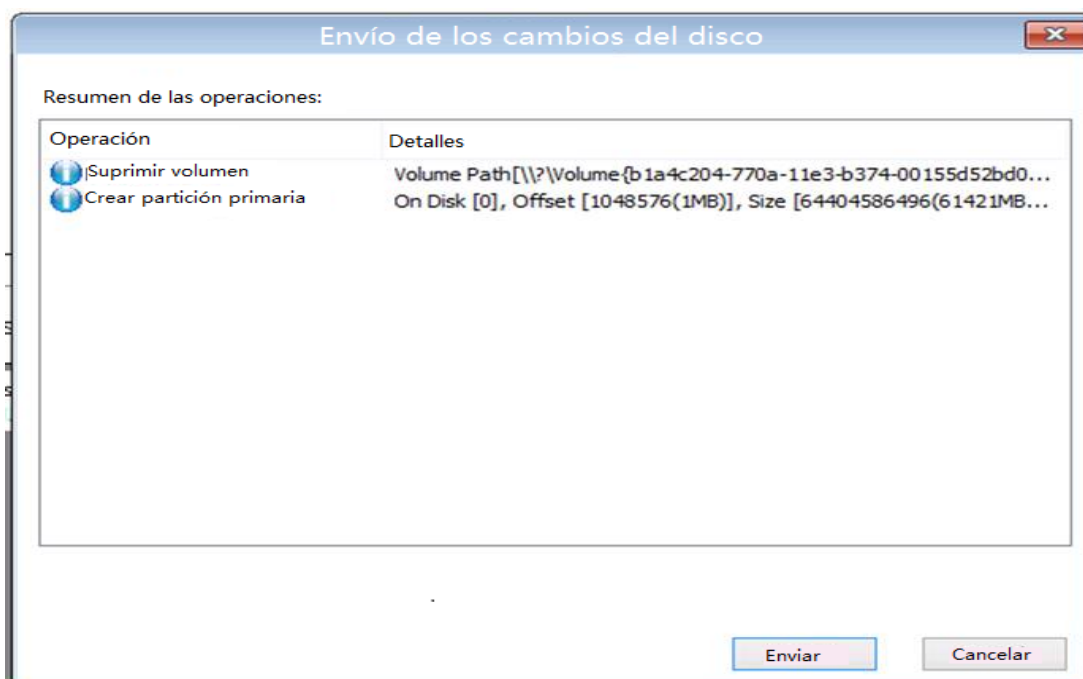 Envío de los cambios del disco
Resumen de las operaciones:
Operación Detalles
Suprimir volumen Volume Path[\\?\Volume{b1a4c204-770a-11e3-b374-00155d52bd0...
Crear partición primaria On Disk [0], Offset [1048576(1MB)], Size [64404586496(61421MB...
Enviar Cancelar